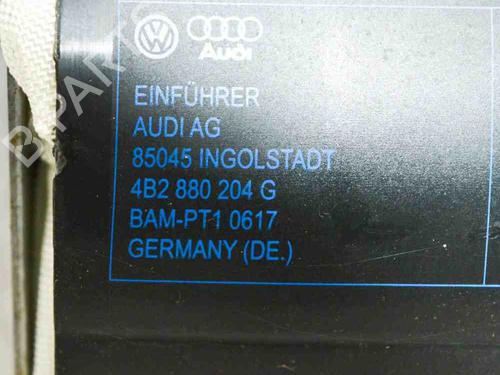 Audi
EINFÜHRER
AUDI AG
85045 INGOLSTADT
4B2 880 204 G
BAM-PT1 0617
GERMANY (DE.)
B PARTS